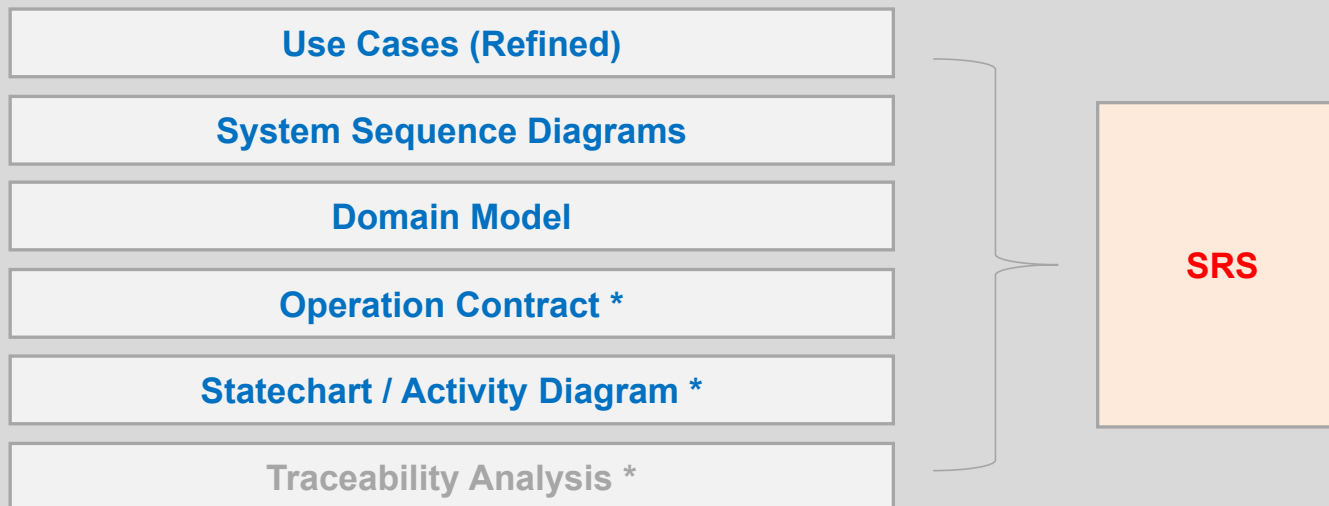 Use Cases (Refined)
System Sequence Diagrams
Domain Model
Operation Contract *
Statechart / Activity Diagram *
Traceability Analysis *
SRS